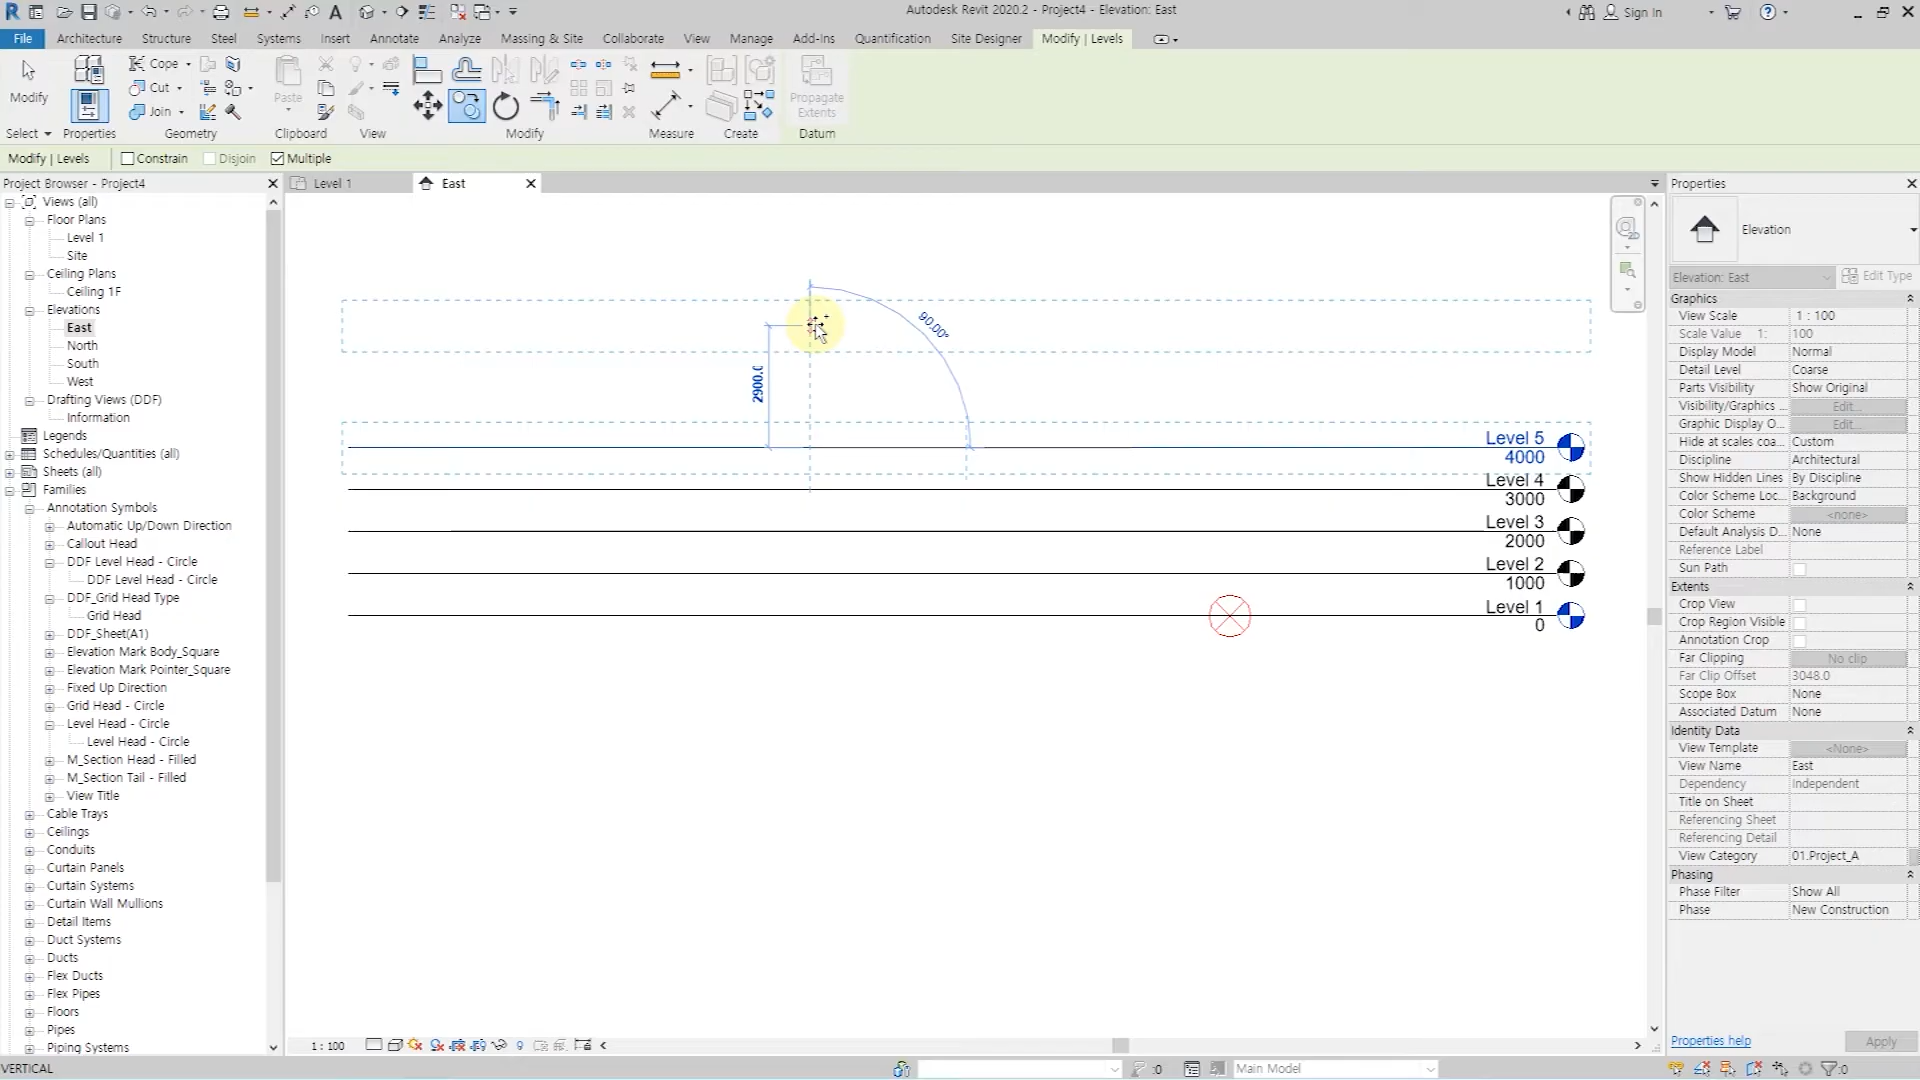 Autodesk Revit 2020.2 - Project4 - Elevation: East
Sign In
File Architecture Structure Steel Systems Insert Annotate Analyze Massing & Site Collaborate View Manage Add-Ins Quantification Site Designer Modify | Levels
Modify
Cope
Cut
Join
Paste
Propagate
Extents
Select Properties Geometry Clipboard View Modify Measure Create Datum
Modify | Levels Constrain Disjoin Multiple
Project Browser - Project4
Views (all)
Floor Plans
Level 1
Site
Ceiling Plans
Ceiling 1F
Elevations
East
North
South
West
Drafting Views (DDF)
Information
Legends
Schedules/Quantities (all)
Sheets (all)
Families
Annotation Symbols
Automatic Up/Down Direction
Callout Head
DDF Level Head - Circle
DDF Level Head - Circle
DDF_Grid Head Type
Grid Head
DDF_Sheet(A1)
Elevation Mark Body_Square
Elevation Mark Pointer_Square
Fixed Up Direction
Grid Head - Circle
Level Head - Circle
Level Head - Circle
M_Section Head - Filled
M_Section Tail - Filled
View Title
Cable Trays
Ceilings
Conduits
Curtain Panels
Curtain Systems
Curtain Wall Mullions
Detail Items
Duct Systems
Ducts
Flex Ducts
Flex Pipes
Floors
Pipes
Piping Systems
Level 1
East
90.00°
2900.0
Level 5
4000
Level 4
3000
Level 3
2000
Level 2
1000
Level 1
0
1 : 100
Properties
Elevation
Elevation: East Edit Type
Graphics
View Scale 1 : 100
Scale Value 1: 100
Display Model Normal
Detail Level Coarse
Parts Visibility Show Original
Visibility/Graphics ... Edit...
Graphic Display O... Edit...
Hide at scales coa... Custom
Discipline Architectural
Show Hidden Lines By Discipline
Color Scheme Loc... Background
Color Scheme <none>
Default Analysis D... None
Reference Label
Sun Path
Extents
Crop View
Crop Region Visible
Annotation Crop
Far Clipping No clip
Far Clip Offset 3048.0
Scope Box None
Associated Datum None
Identity Data
View Template <None>
View Name East
Dependency Independent
Title on Sheet
Referencing Sheet
Referencing Detail
View Category 01.Project_A
Phasing
Phase Filter Show All
Phase New Construction
Properties help Apply
VERTICAL
:0
Main Model
:0